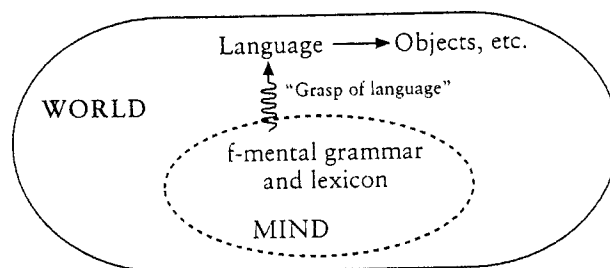 Language Objects, etc.
"Grasp of language"
WORLD
f-mental grammar
and lexicon
MIND